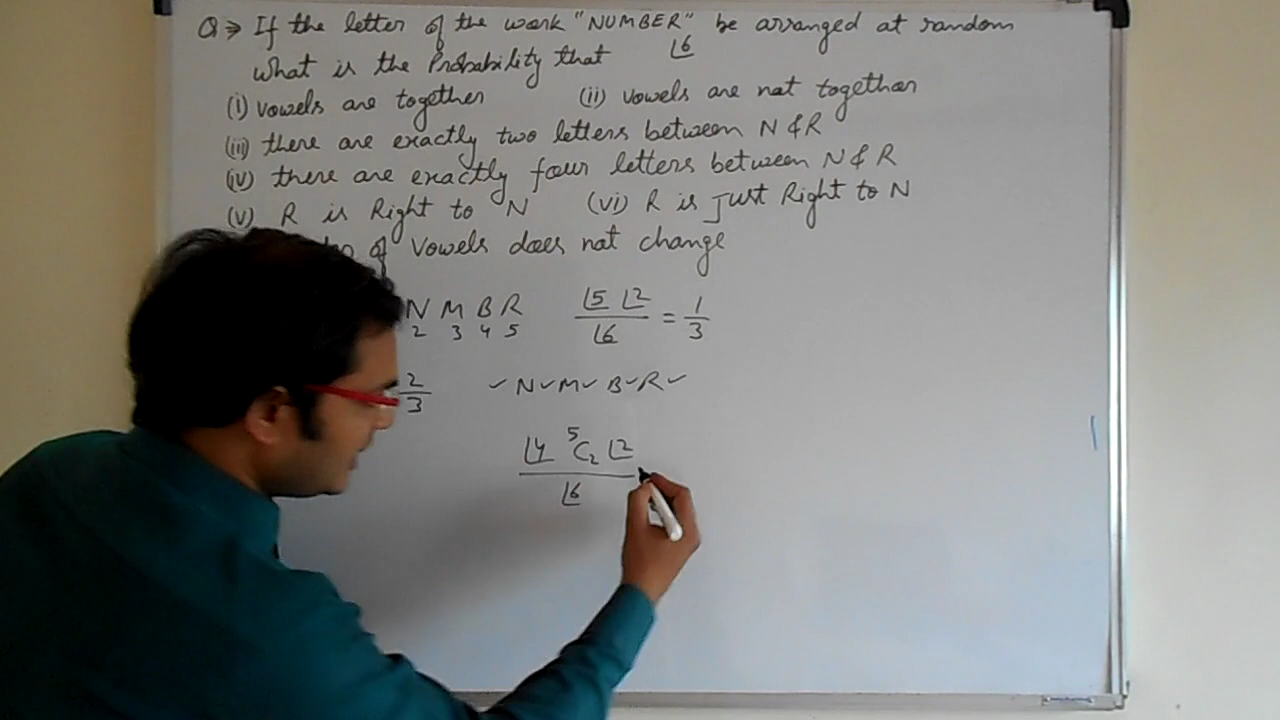 Q ⇒ If the letter of the work "NUMBER" be arranged at random
What is the Probability that ⌊6
(i) vowels are together (ii) vowels are not together
(iii) there are exactly two letters between N & R
(iv) there are exactly four letters between N & R
(v) R is Right to N (vi) R is just Right to N
of vowels does not change
N M B R ⌊5 ⌊2 / ⌊6 = 1/3
2 3 4 5
2/3 ✓N✓M✓B✓R✓
⌊4 ⁵C₂ ⌊2 / ⌊6